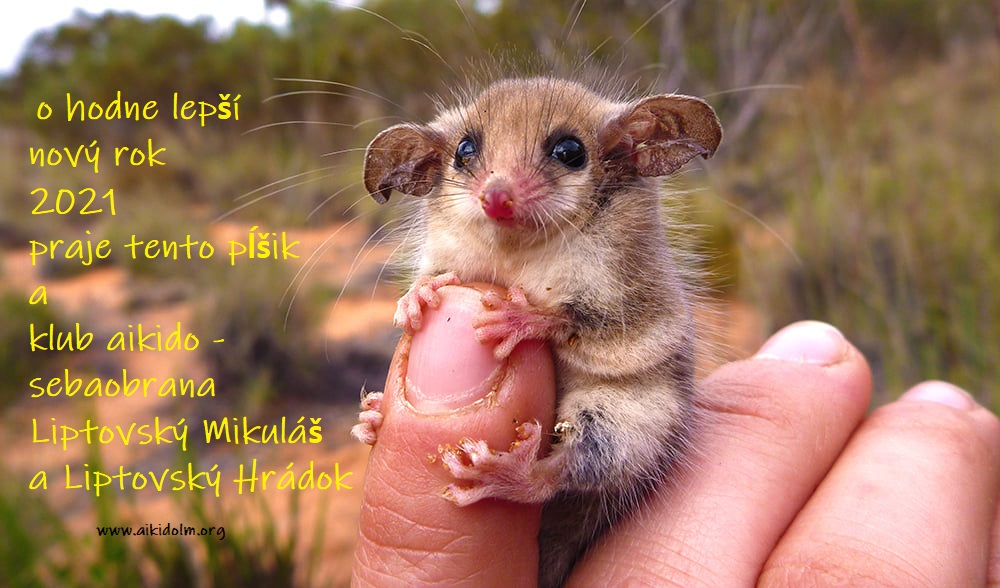 o hodne lepší
nový rok
2021
praje tento píšik
a
klub aikido -
sebaobrana
Liptovský Mikuláš
a Liptovský Hrádok
www.aikidolm.org